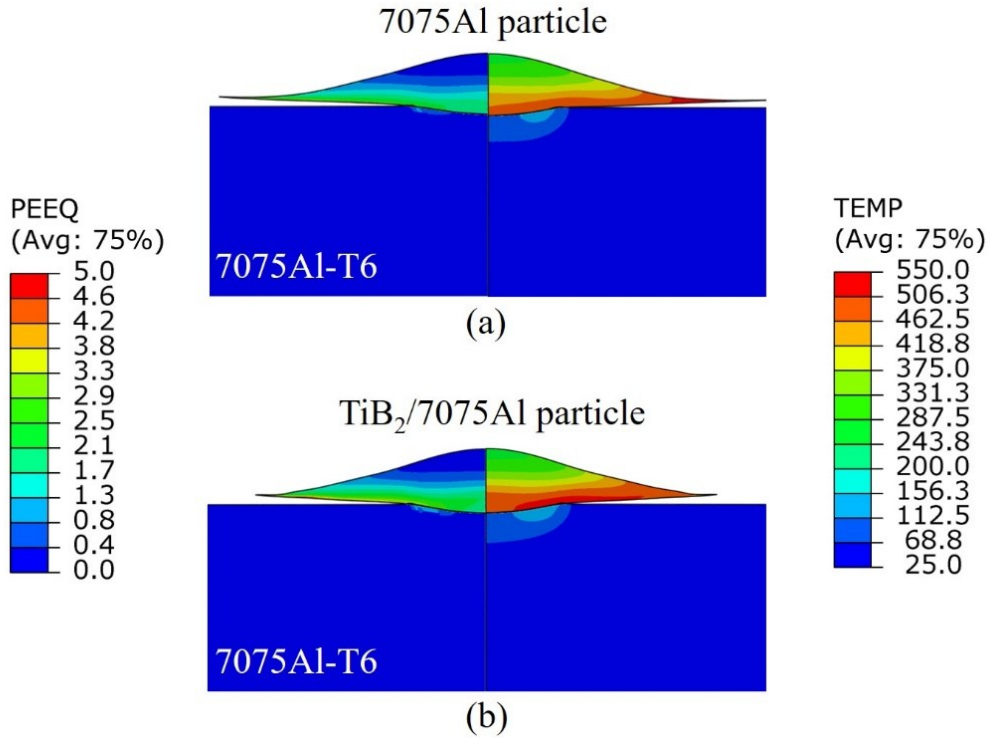 7075Al particle
7075Al-T6
(a)
PEEQ
(Avg: 75%)
5.0
4.6
4.2
3.8
3.3
2.9
2.5
2.1
1.7
1.3
0.8
0.4
0.0
TEMP
(Avg: 75%)
550.0
506.3
462.5
418.8
375.0
331.3
287.5
243.8
200.0
156.3
112.5
68.8
25.0
TiB₂/7075Al particle
7075Al-T6
(b)